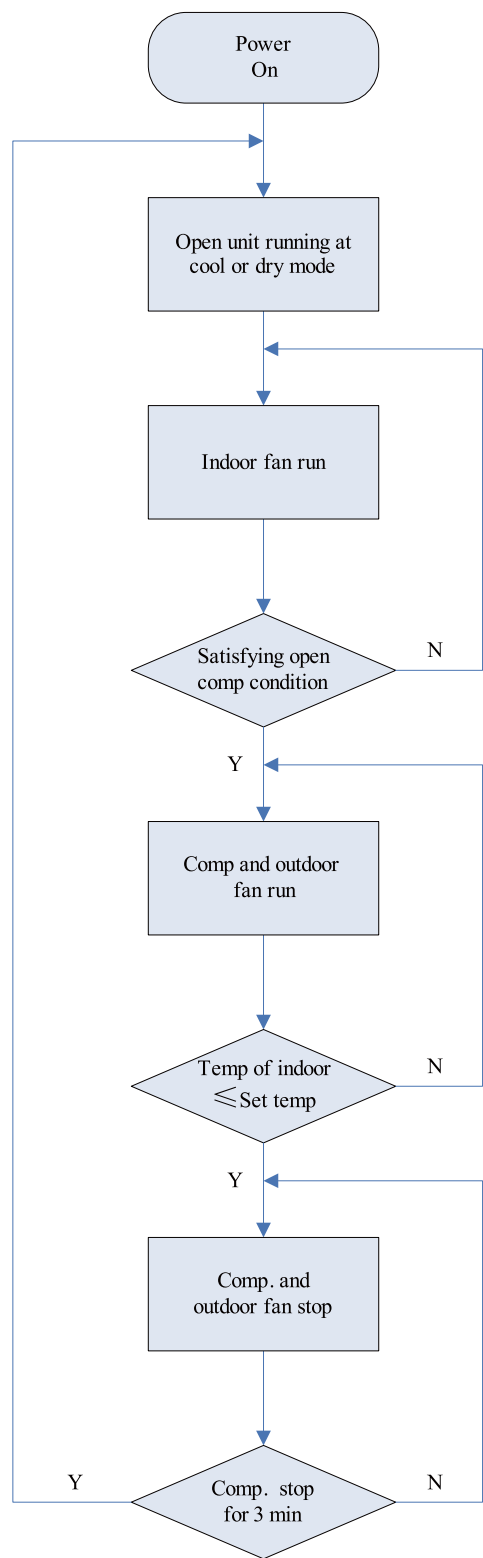 Power
On
Open unit running at
cool or dry mode
Indoor fan run
Satisfying open
comp condition
N
Y
Comp and outdoor
fan run
Temp of indoor
≤Set temp
N
Y
Comp. and
outdoor fan stop
Comp.  stop
for 3 min
Y
N